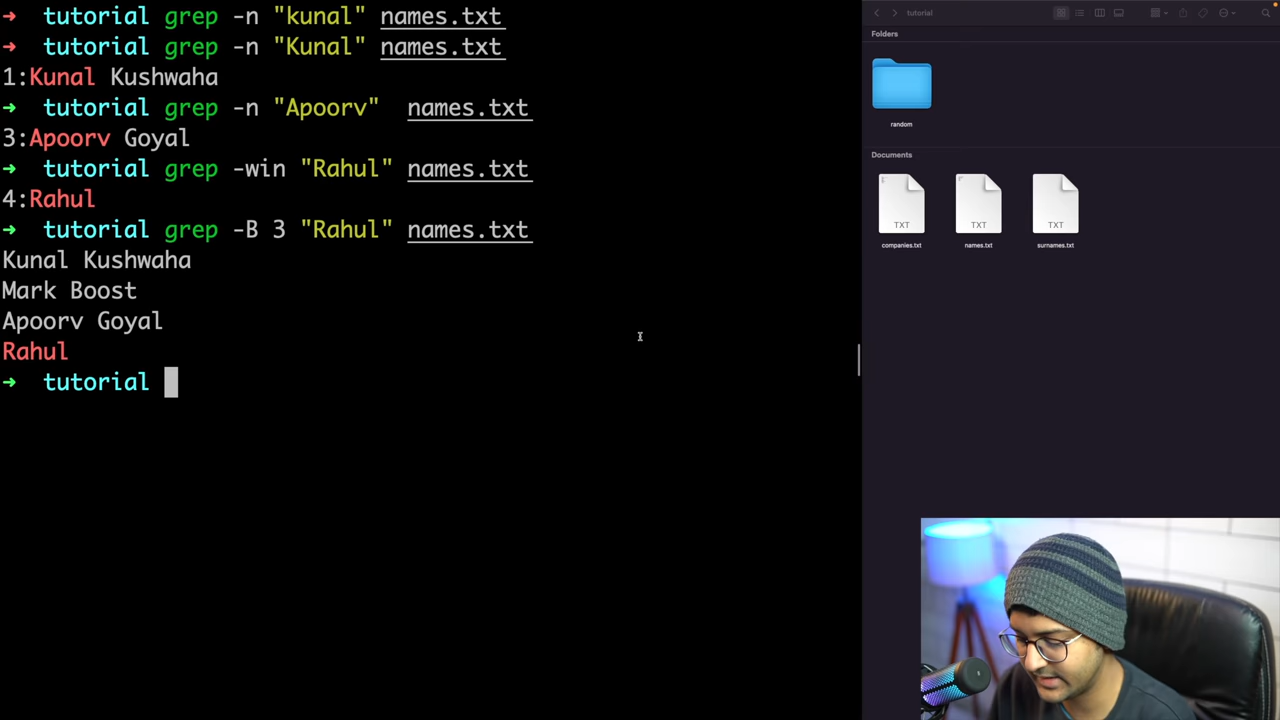 ➜ tutorial grep -n "kunal" names.txt
➜ tutorial grep -n "Kunal" names.txt
1:Kunal Kushwaha
➜ tutorial grep -n "Apoorv"  names.txt
3:Apoorv Goyal
➜ tutorial grep -win "Rahul" names.txt
4:Rahul
➜ tutorial grep -B 3 "Rahul" names.txt
Kunal Kushwaha
Mark Boost
Apoorv Goyal
Rahul
➜ tutorial
tutorial
Folders
random
Documents
TXT TXT TXT
companies.txt names.txt surnames.txt